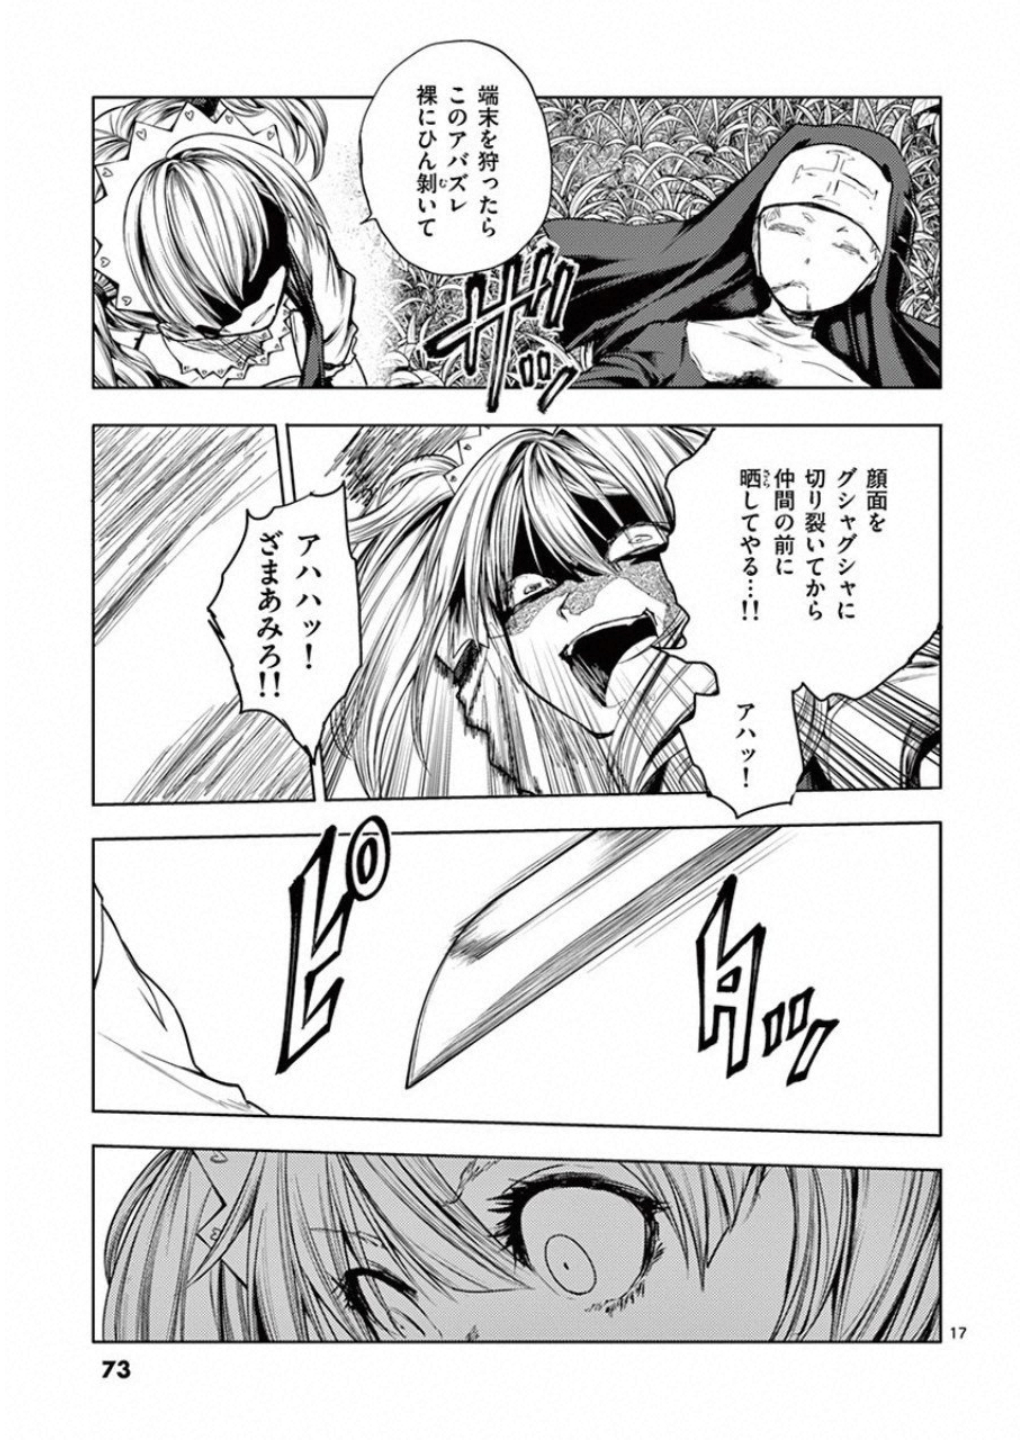 端末を狩ったら
このアバズレ
裸にひん剝いて
ザッ
顔面を
グシャグシャに
切り裂いてから
仲間の前に
晒してやる…!!
アハッ!
アハハッ!
ざまあみろ!!
ピタッ
17
73